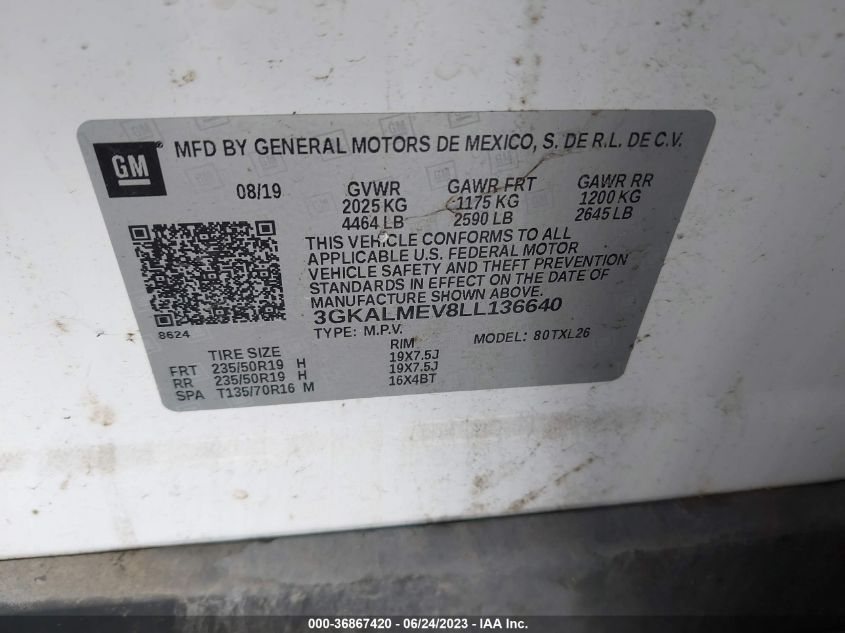 GM MFD BY GENERAL MOTORS DE MEXICO, S. DE R.L. DE C.V.
08/19 GVWR GAWR FRT GAWR RR
2025 KG 1175 KG 1200 KG
4464 LB 2590 LB 2645 LB
THIS VEHICLE CONFORMS TO ALL
APPLICABLE U.S. FEDERAL MOTOR
VEHICLE SAFETY AND THEFT PREVENTION
STANDARDS IN EFFECT ON THE DATE OF
MANUFACTURE SHOWN ABOVE.
3GKALMEV8LL136640
8624 TYPE: M.P.V. MODEL: 80TXL26
TIRE SIZE RIM
FRT 235/50R19 H 19X7.5J
RR 235/50R19 H 19X7.5J
SPA T135/70R16 M 16X4BT
000-36867420 - 06/24/2023 - IAA Inc.